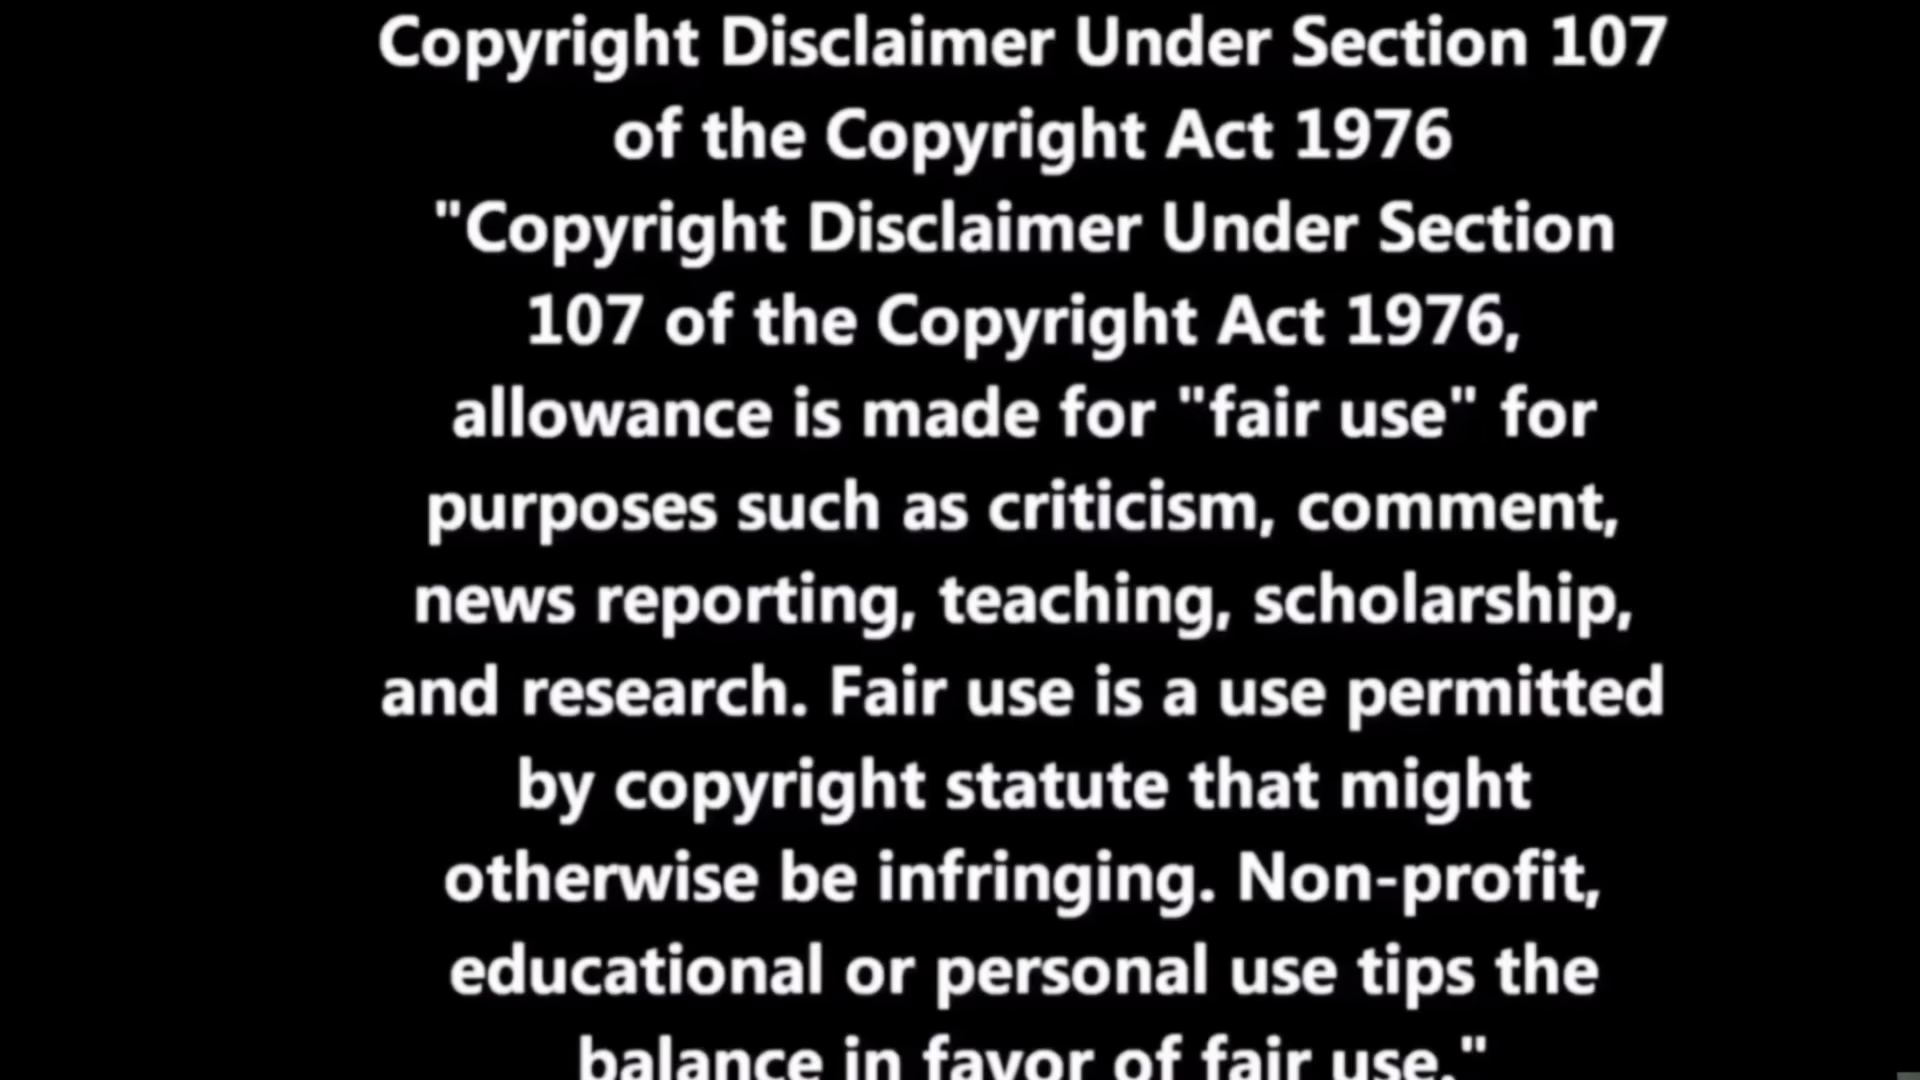 Copyright Disclaimer Under Section 107
of the Copyright Act 1976
"Copyright Disclaimer Under Section
107 of the Copyright Act 1976,
allowance is made for "fair use" for
purposes such as criticism, comment,
news reporting, teaching, scholarship,
and research. Fair use is a use permitted
by copyright statute that might
otherwise be infringing. Non-profit,
educational or personal use tips the
balance in favor of fair use."